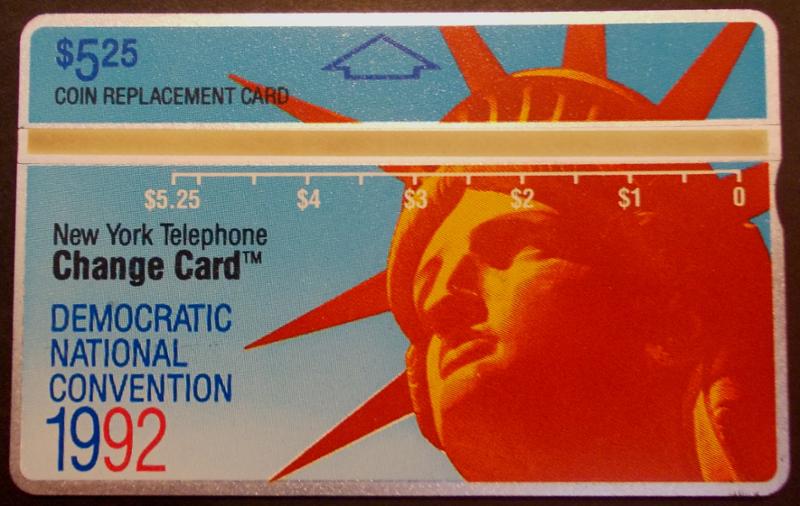 $5.25
COIN REPLACEMENT CARD
$5.25 $4 $3 $2 $1 0
New York Telephone
Change Card™
DEMOCRATIC
NATIONAL
CONVENTION
1992